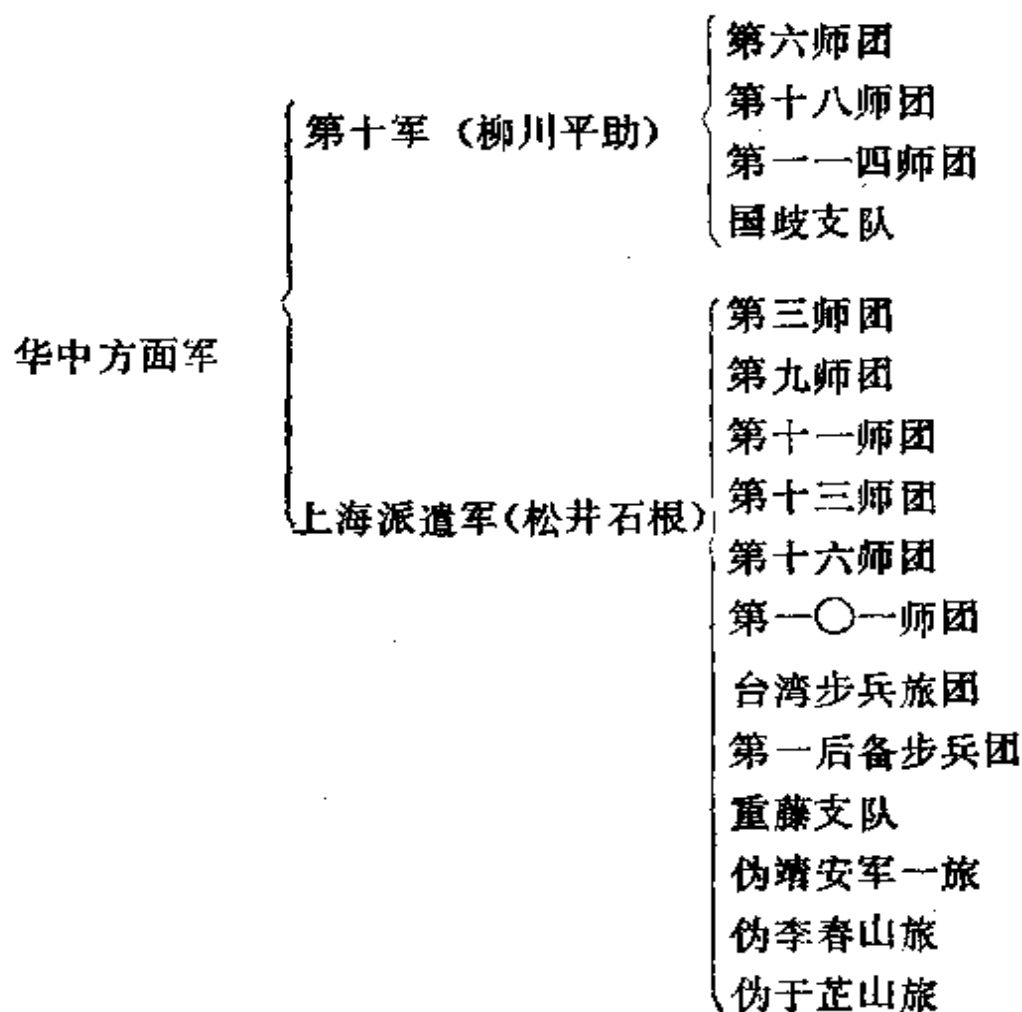 华中方面军
第十军（柳川平助）
第六师团
第十八师团
第一一四师团
国歧支队
上海派遣军(松井石根)
第三师团
第九师团
第十一师团
第十三师团
第十六师团
第一〇一师团
台湾步兵旅团
第一后备步兵团
重藤支队
伪靖安军一旅
伪李春山旅
伪于芷山旅